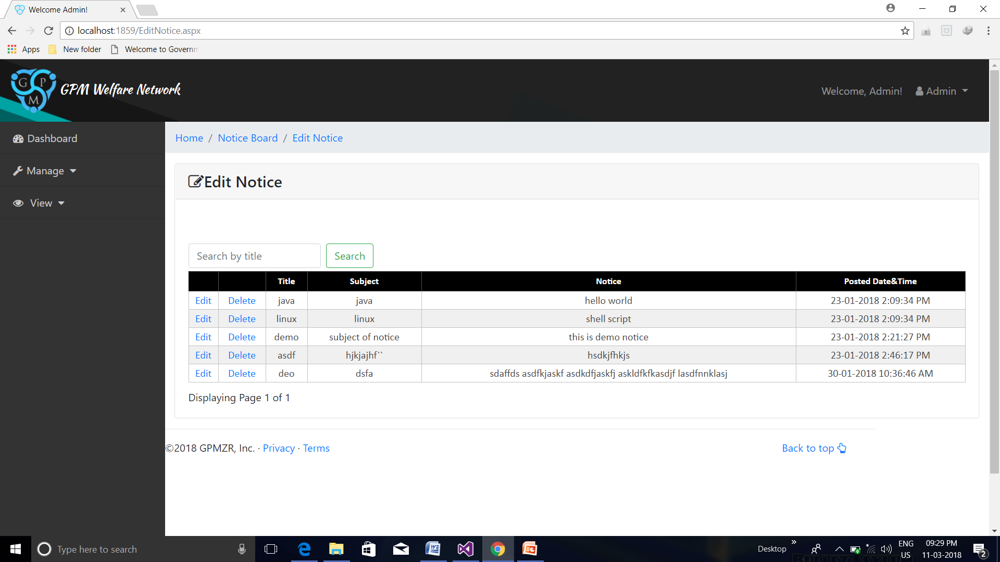 Welcome Admin!
localhost:1859/EditNotice.aspx
Apps New folder Welcome to Governm
G P M
GPM Welfare Network
Welcome, Admin! Admin
Dashboard
Manage
View
Home / Notice Board / Edit Notice
Edit Notice
Search by title Search
Title Subject Notice Posted Date&Time
Edit Delete java java hello world 23-01-2018 2:09:34 PM
Edit Delete linux linux shell script 23-01-2018 2:09:34 PM
Edit Delete demo subject of notice this is demo notice 23-01-2018 2:21:27 PM
Edit Delete asdf hjkjajhf`` hsdkjfhkjs 23-01-2018 2:46:17 PM
Edit Delete deo dsfa sdaffds asdfkjaskf asdkdfjaskfj askldfkfkasdjf lasdfnnklasj 30-01-2018 10:36:46 AM
Displaying Page 1 of 1
©2018 GPMZR, Inc. · Privacy · Terms
Back to top
Type here to search
Desktop
ENG
US
09:29 PM
11-03-2018
2